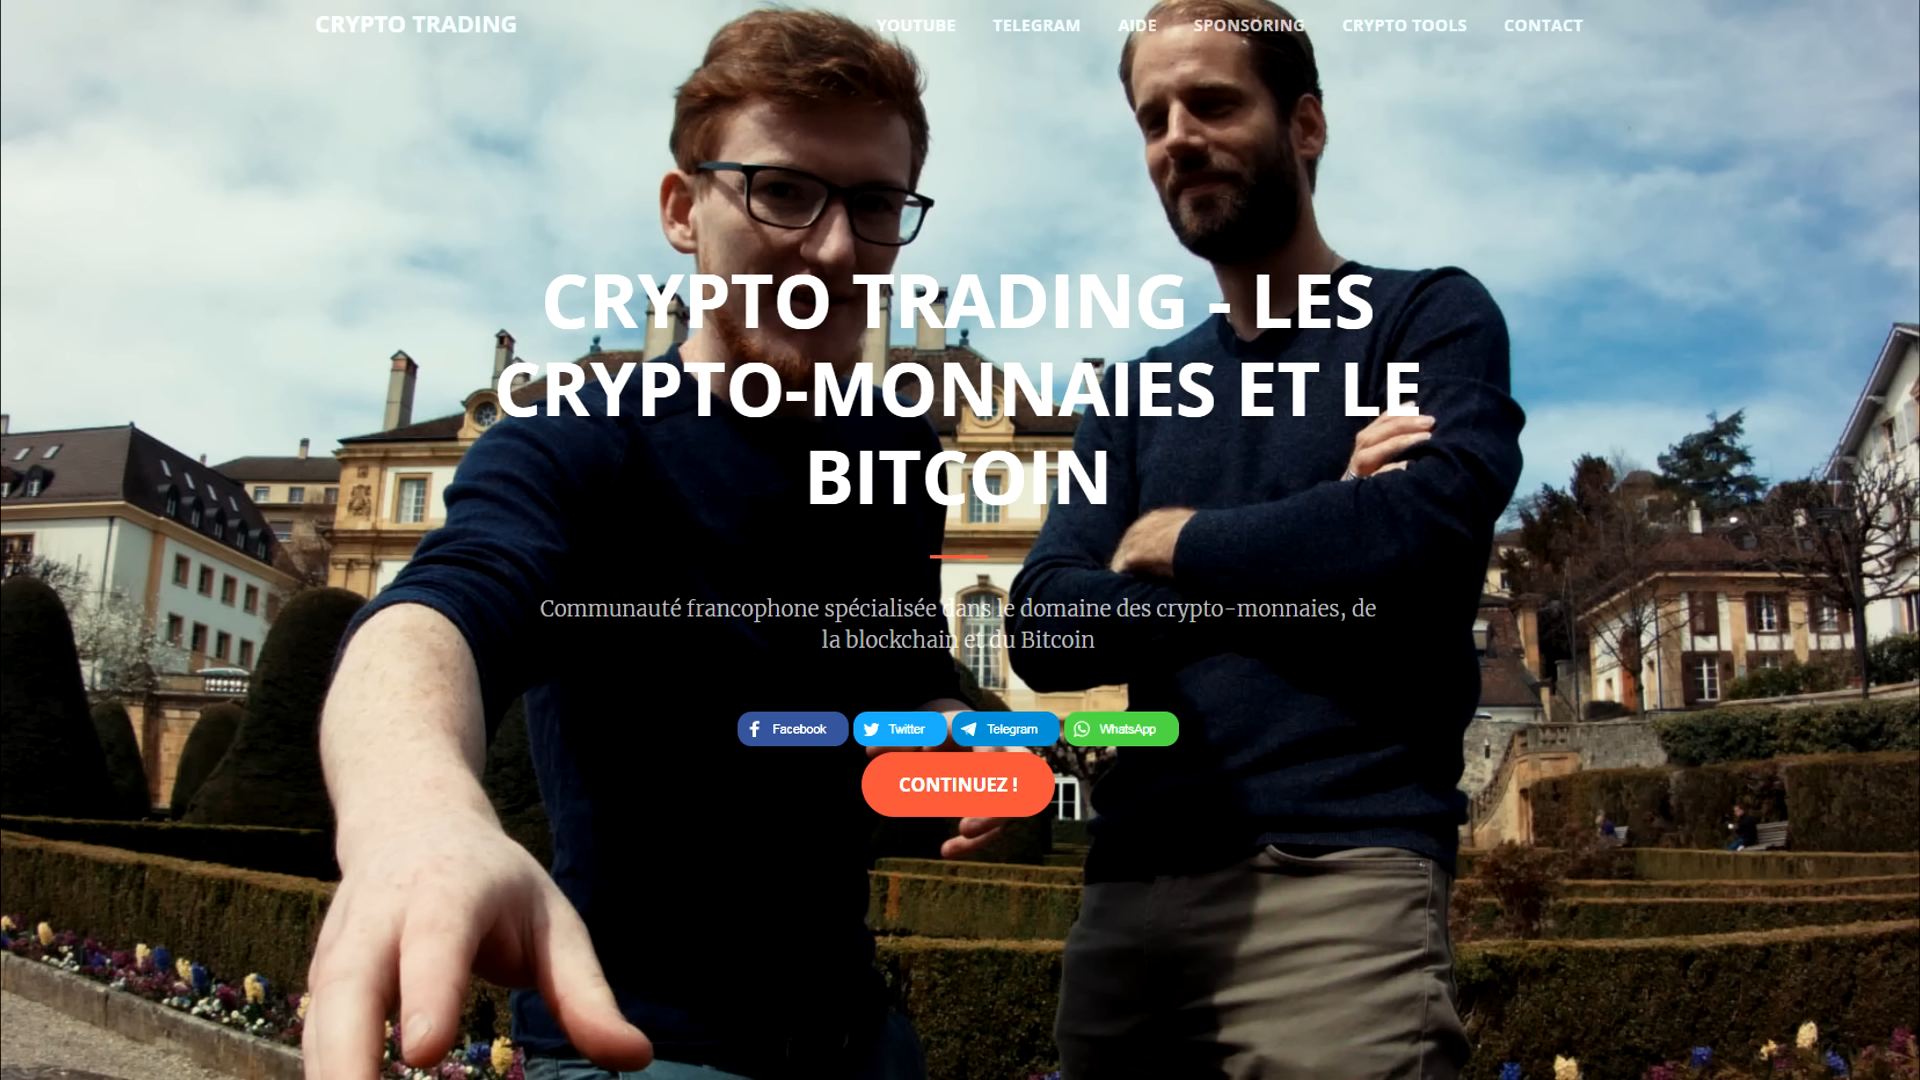 CRYPTO TRADING
YOUTUBE TELEGRAM AIDE SPONSORING CRYPTO TOOLS CONTACT
CRYPTO TRADING - LES
CRYPTO-MONNAIES ET LE
BITCOIN
Communauté francophone spécialisée dans le domaine des crypto-monnaies, de
la blockchain et du Bitcoin
Facebook Twitter Telegram WhatsApp
CONTINUEZ !